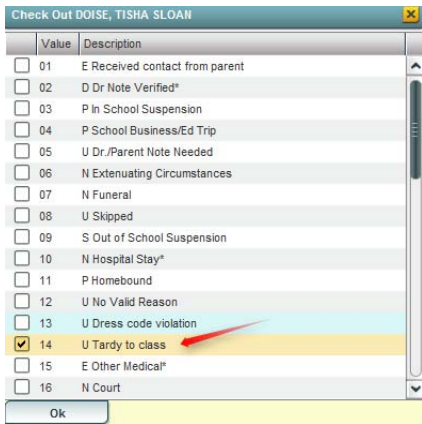 Check Out DOISE, TISHA SLOAN
Value Description
01 E Received contact from parent
02 D Dr Note Verified*
03 P In School Suspension
04 P School Business/Ed Trip
05 U Dr./Parent Note Needed
06 N Extenuating Circumstances
07 N Funeral
08 U Skipped
09 S Out of School Suspension
10 N Hospital Stay*
11 P Homebound
12 U No Valid Reason
13 U Dress code violation
14 U Tardy to class
15 E Other Medical*
16 N Court
Ok